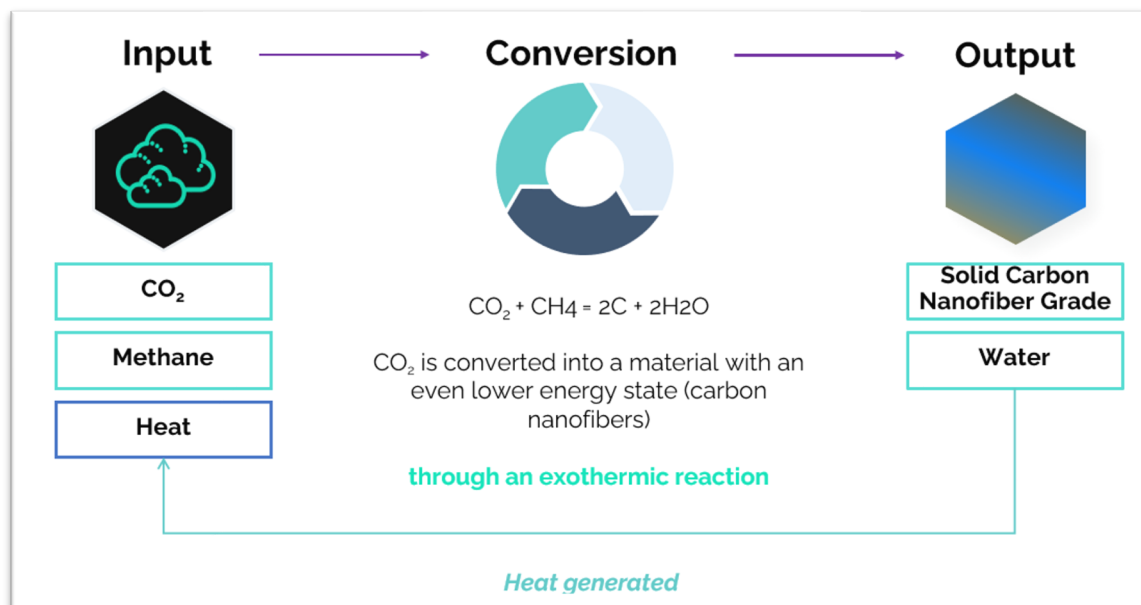 Input
Conversion
Output
CO₂
Methane
Heat
CO₂ + CH4 = 2C + 2H2O
CO₂ is converted into a material with an
even lower energy state (carbon
nanofibers)
through an exothermic reaction
Solid Carbon
Nanofiber Grade
Water
Heat generated